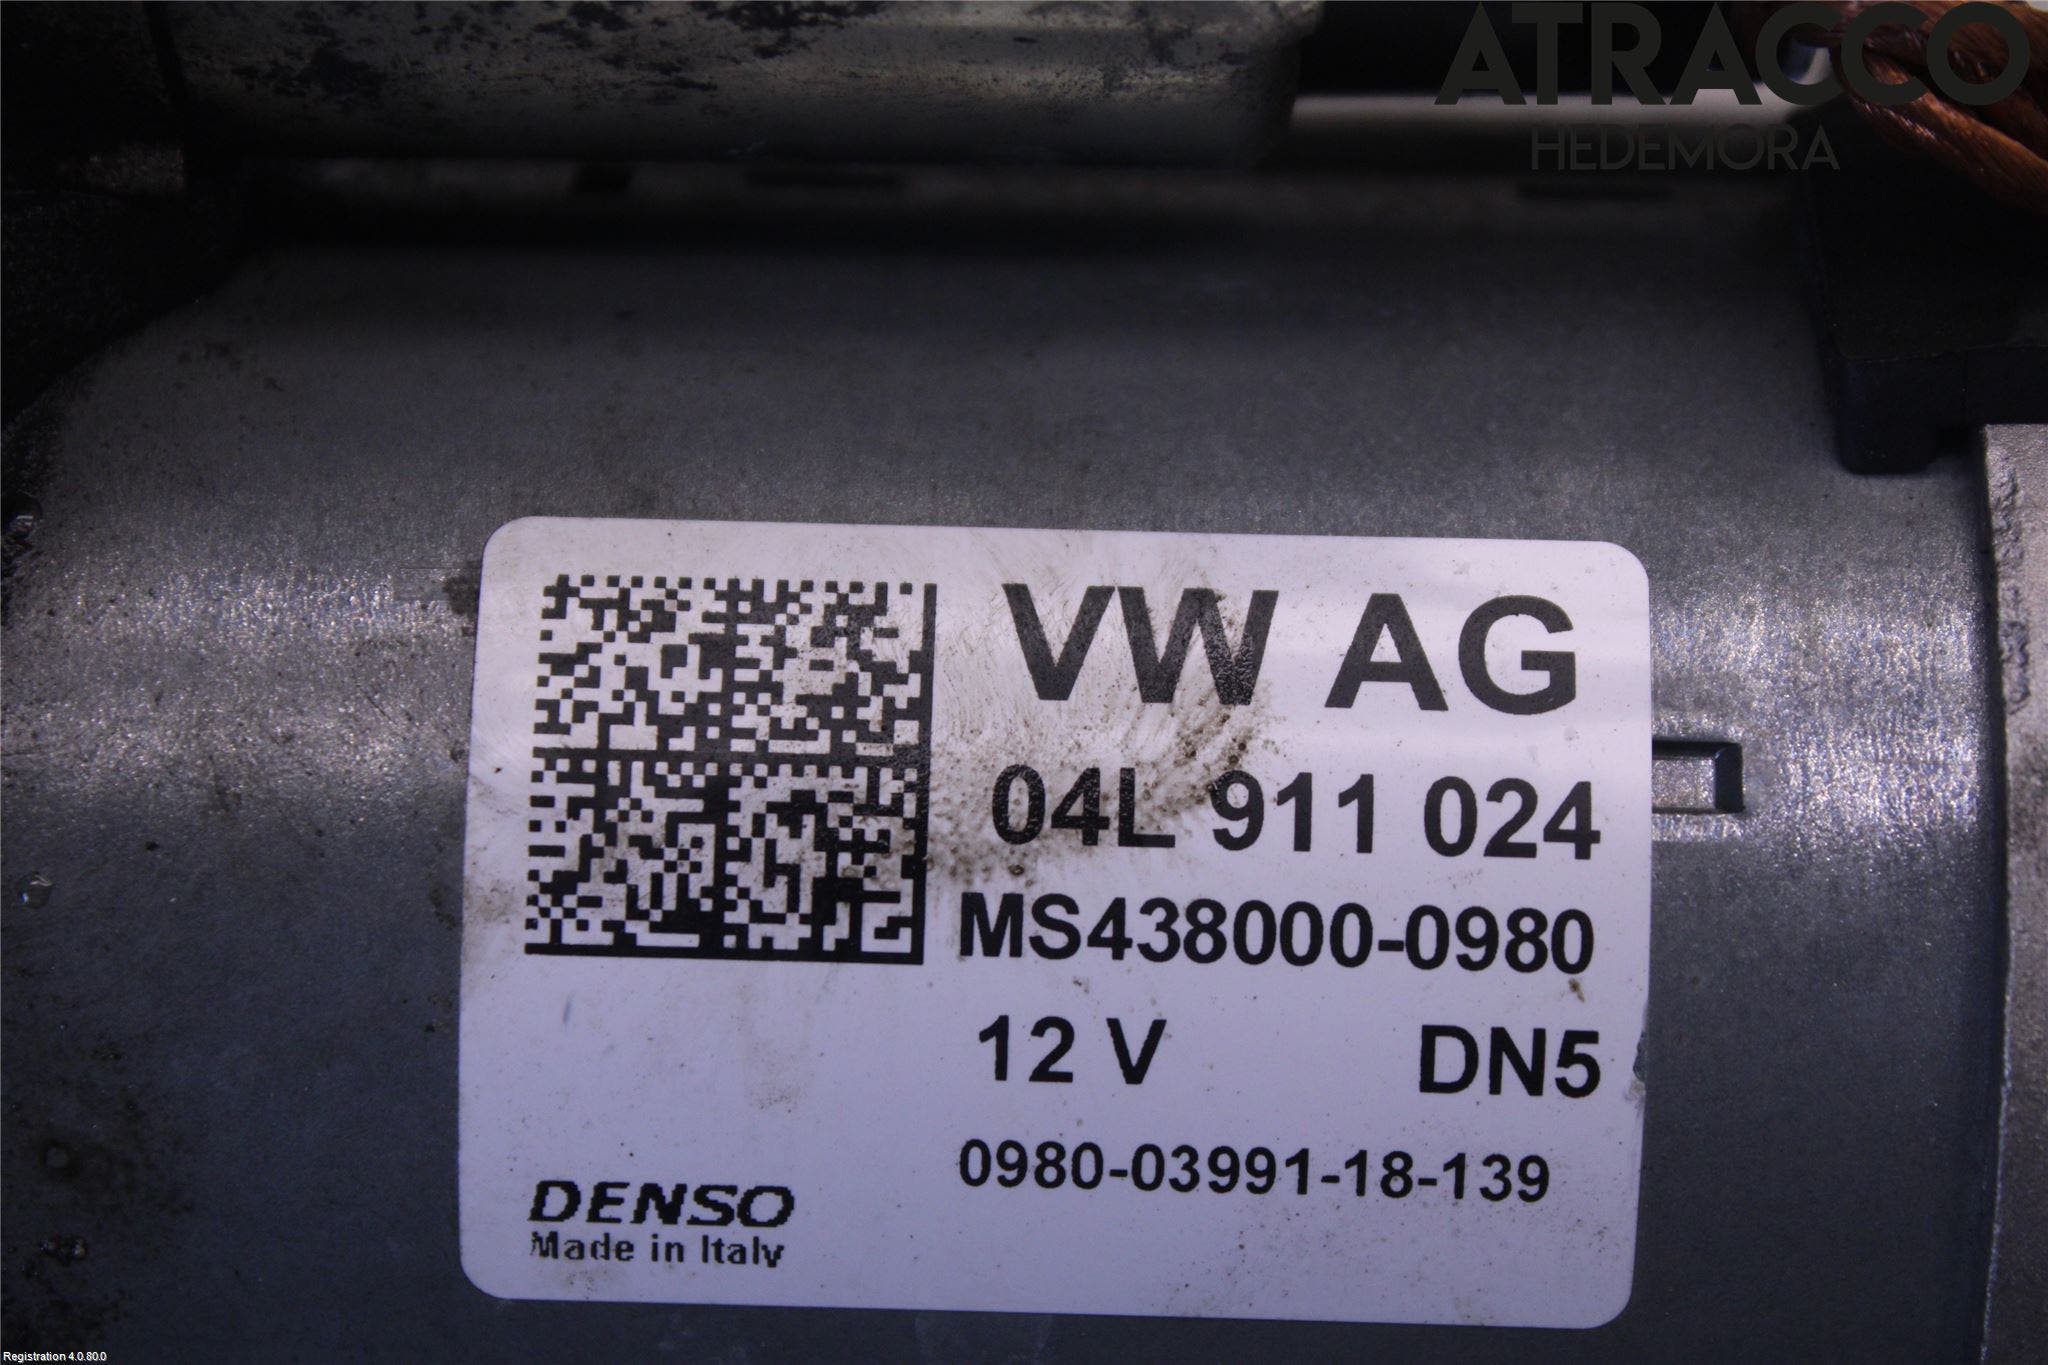 ATRACCO
HEDEMORA
VW AG
04L 911 024
MS438000-0980
12 V DN5
0980-03991-18-139
DENSO
Made in Italy
Registration 4.0.80.0